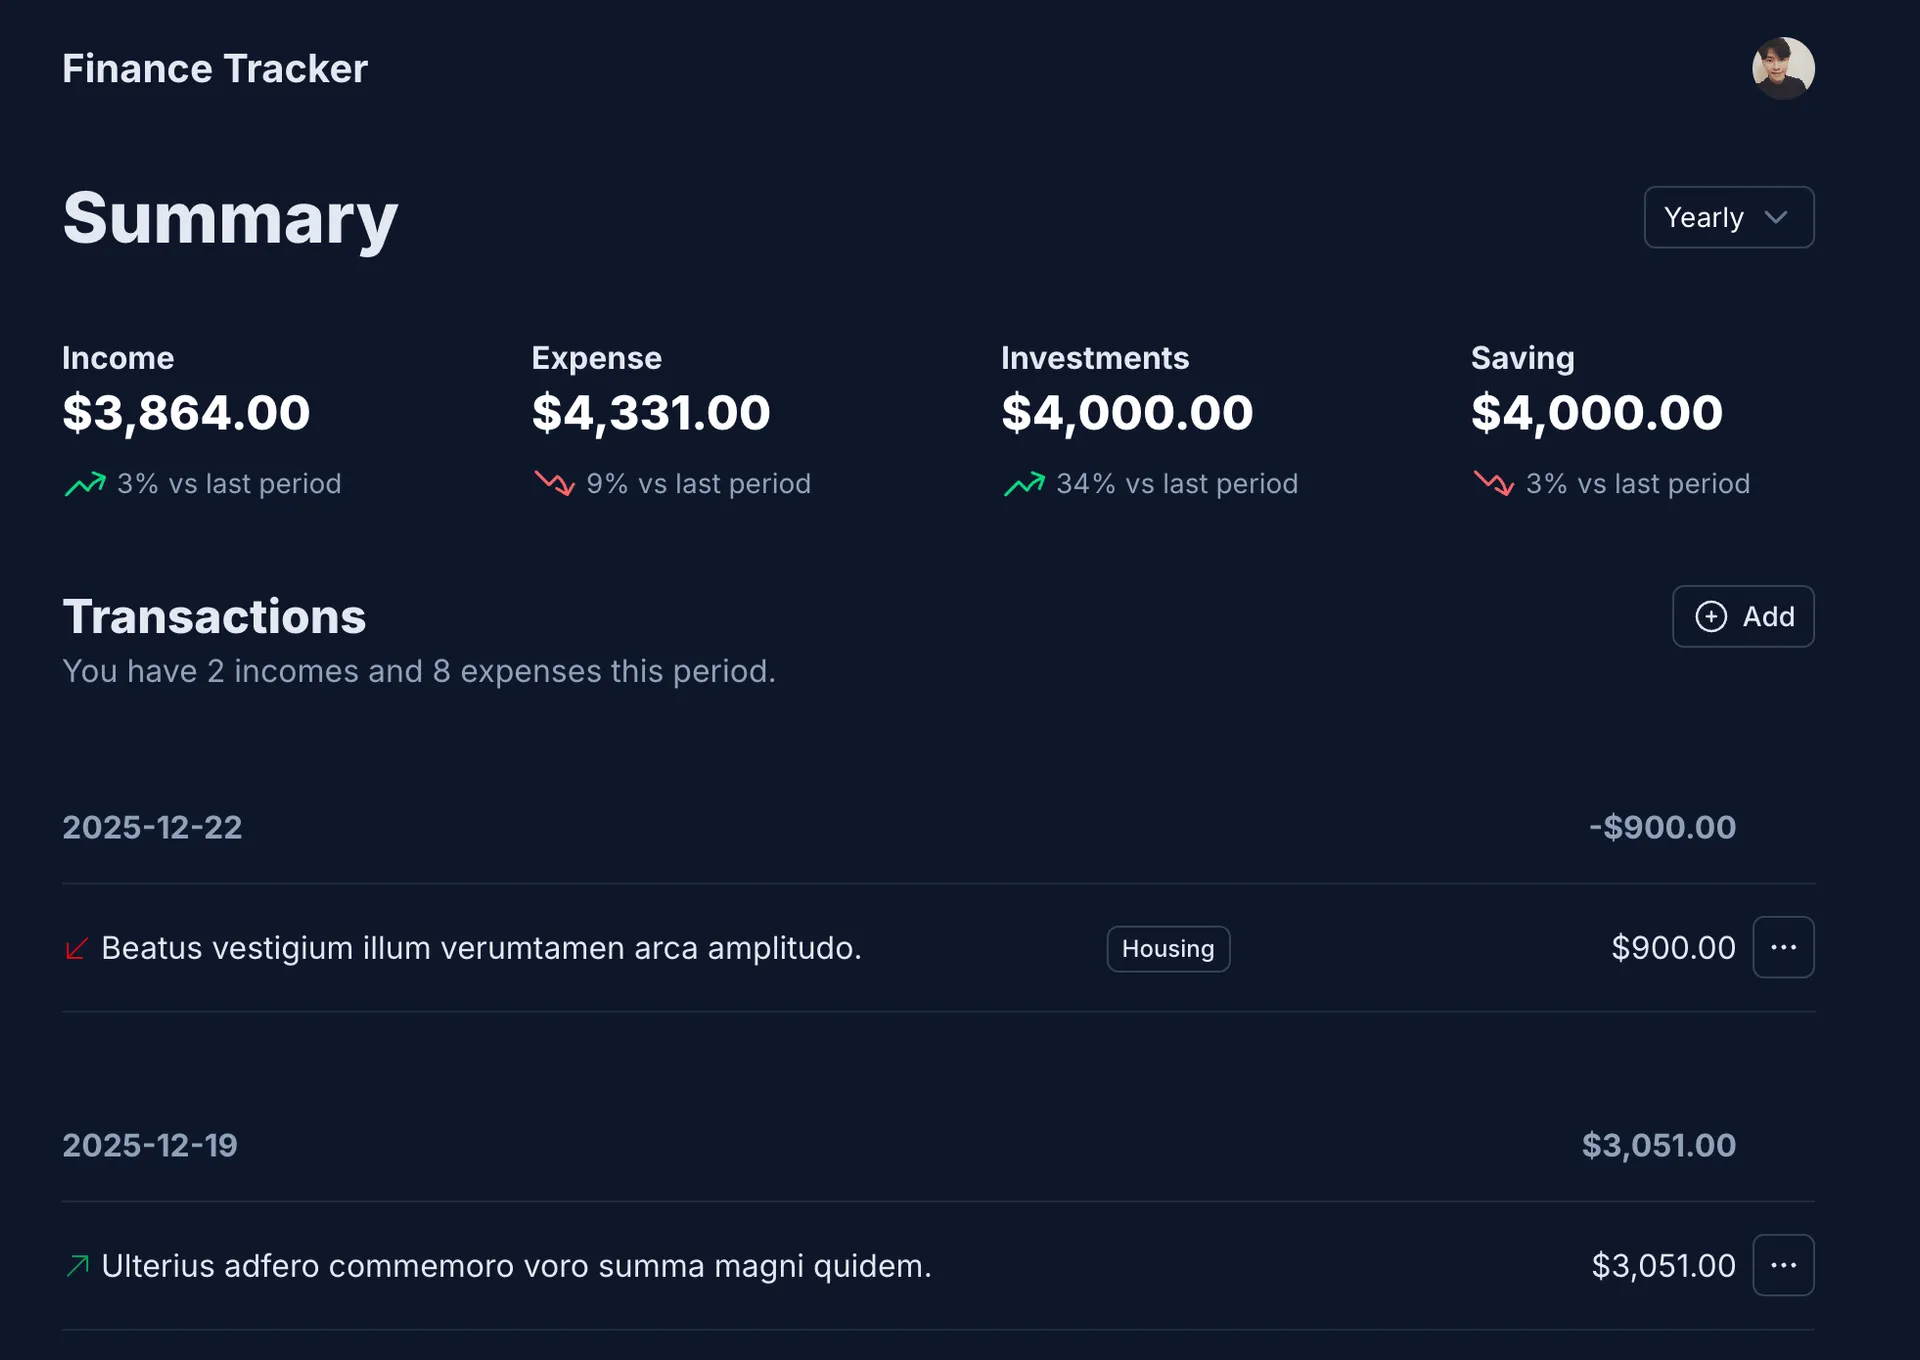 Finance Tracker
Summary
Yearly
Income
$3,864.00
3% vs last period
Expense
$4,331.00
9% vs last period
Investments
$4,000.00
34% vs last period
Saving
$4,000.00
3% vs last period
Transactions
Add
You have 2 incomes and 8 expenses this period.
2025-12-22 -$900.00
Beatus vestigium illum verumtamen arca amplitudo. Housing $900.00
2025-12-19 $3,051.00
Ulterius adfero commemoro voro summa magni quidem. $3,051.00